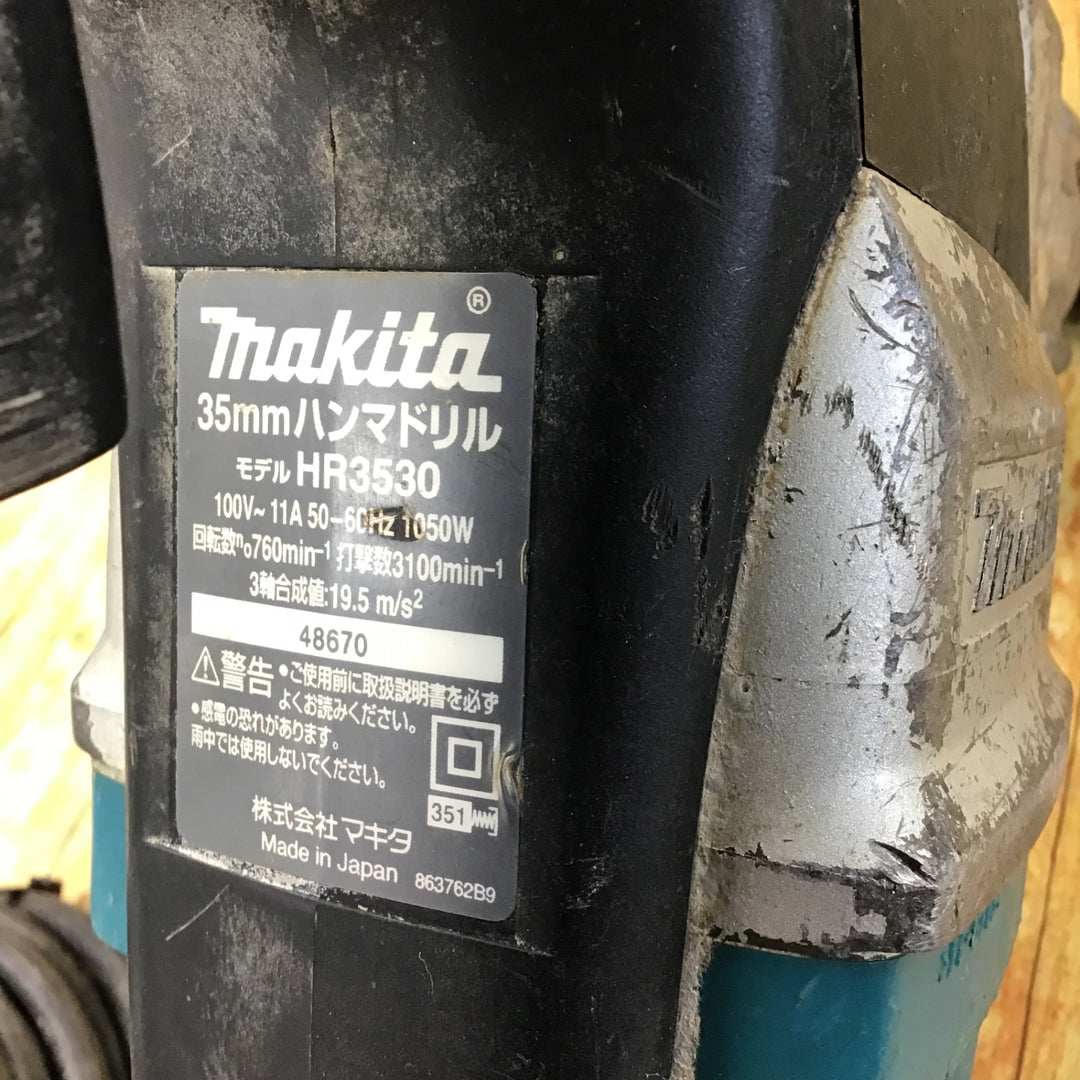 makita®
35mmハンマドリル
モデル HR3530
100V~ 11A 50-60Hz 1050W
回転数n₀760min⁻¹ 打撃数3100min⁻¹
3軸合成値:19.5 m/s²
48670
⚠警告 •ご使用前に取扱説明書を必ず
よくお読みください。
•感電の恐れがあります。
雨中では使用しないでください。
351
株式会社 マキタ
Made in Japan 863762B9